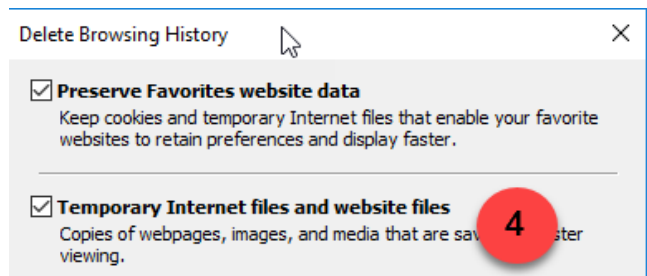 Delete Browsing History
Preserve Favorites website data
Keep cookies and temporary Internet files that enable your favorite
websites to retain preferences and display faster.
Temporary Internet files and website files
4
Copies of webpages, images, and media that are
viewing.